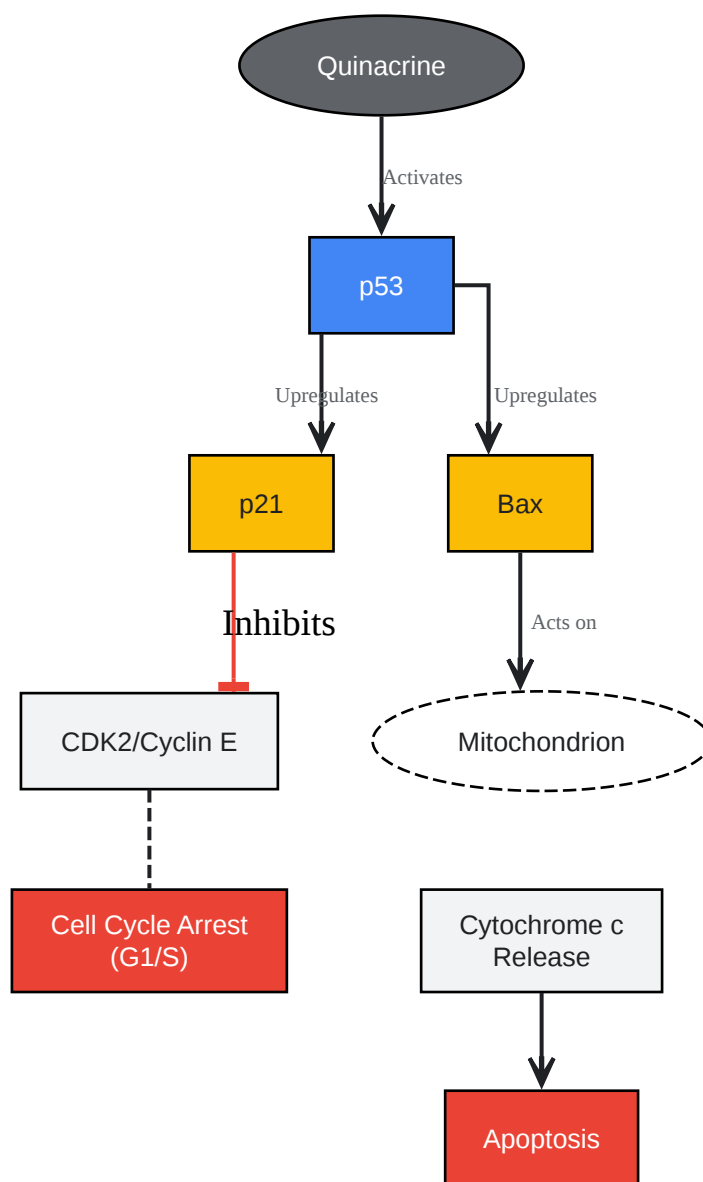 Quinacrine
Activates
p53
Upregulates
Upregulates
p21
Bax
Inhibits
Acts on
CDK2/Cyclin E
Mitochondrion
Cell Cycle Arrest
(G1/S)
Cytochrome c
Release
Apoptosis